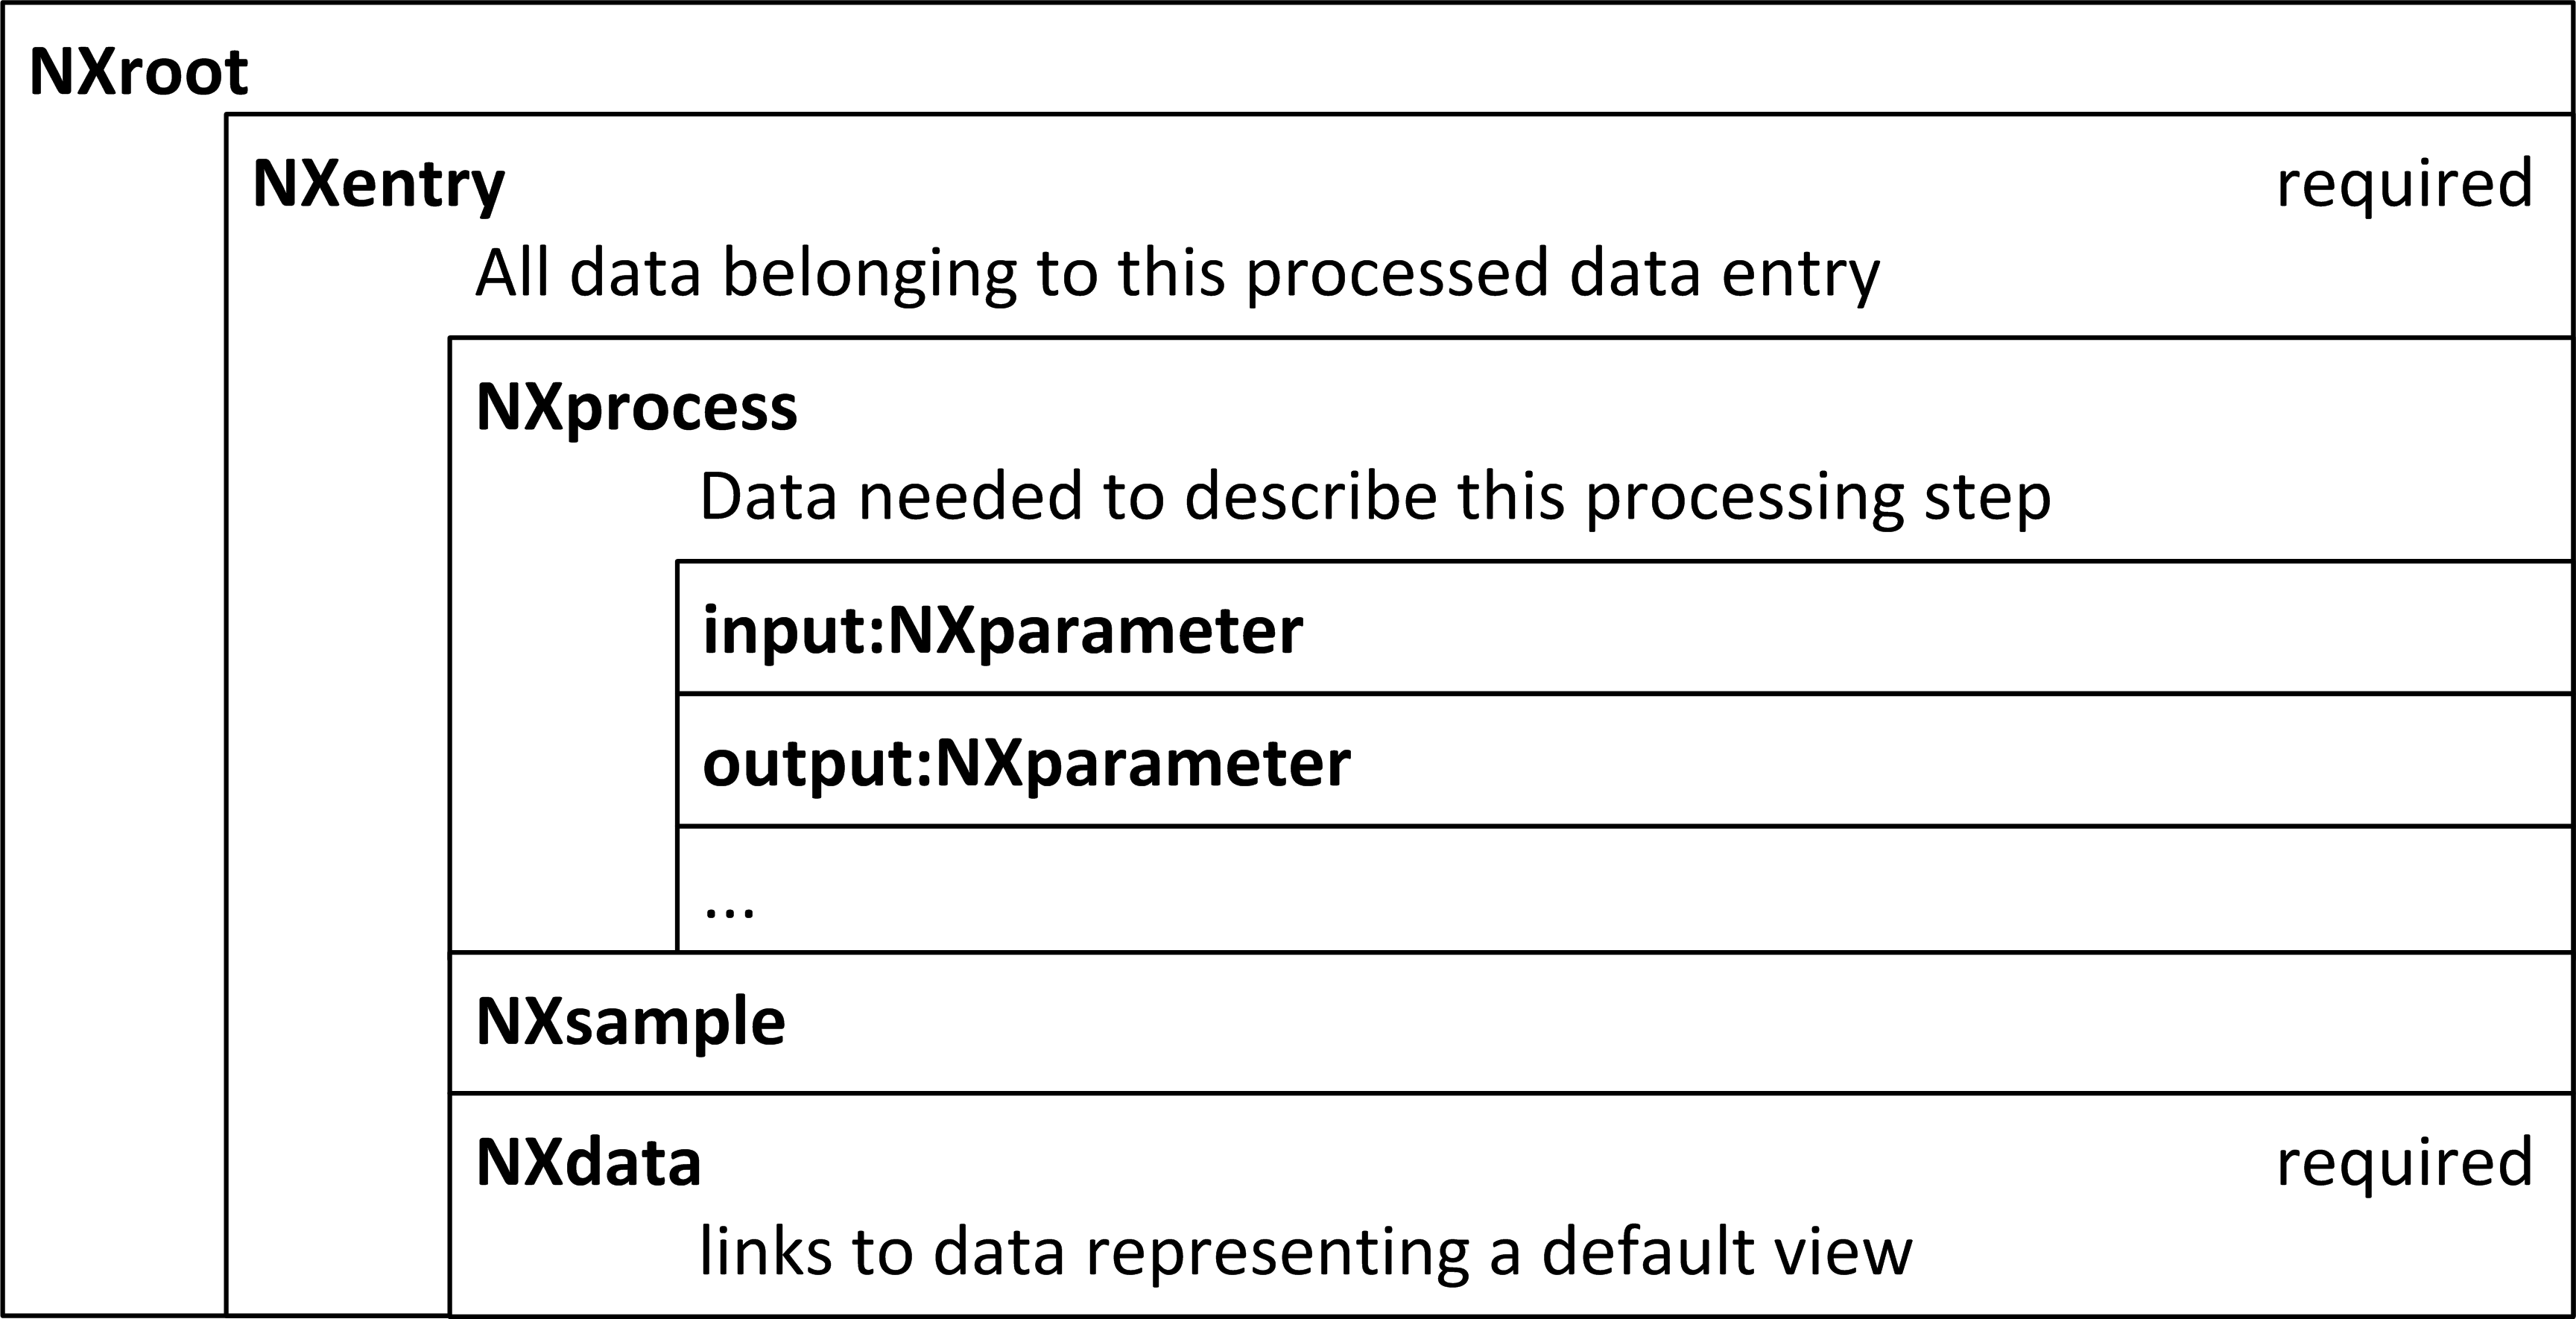 NXroot
NXentry required
All data belonging to this processed data entry
NXprocess
Data needed to describe this processing step
input:NXparameter
output:NXparameter
...
NXsample
NXdata required
links to data representing a default view